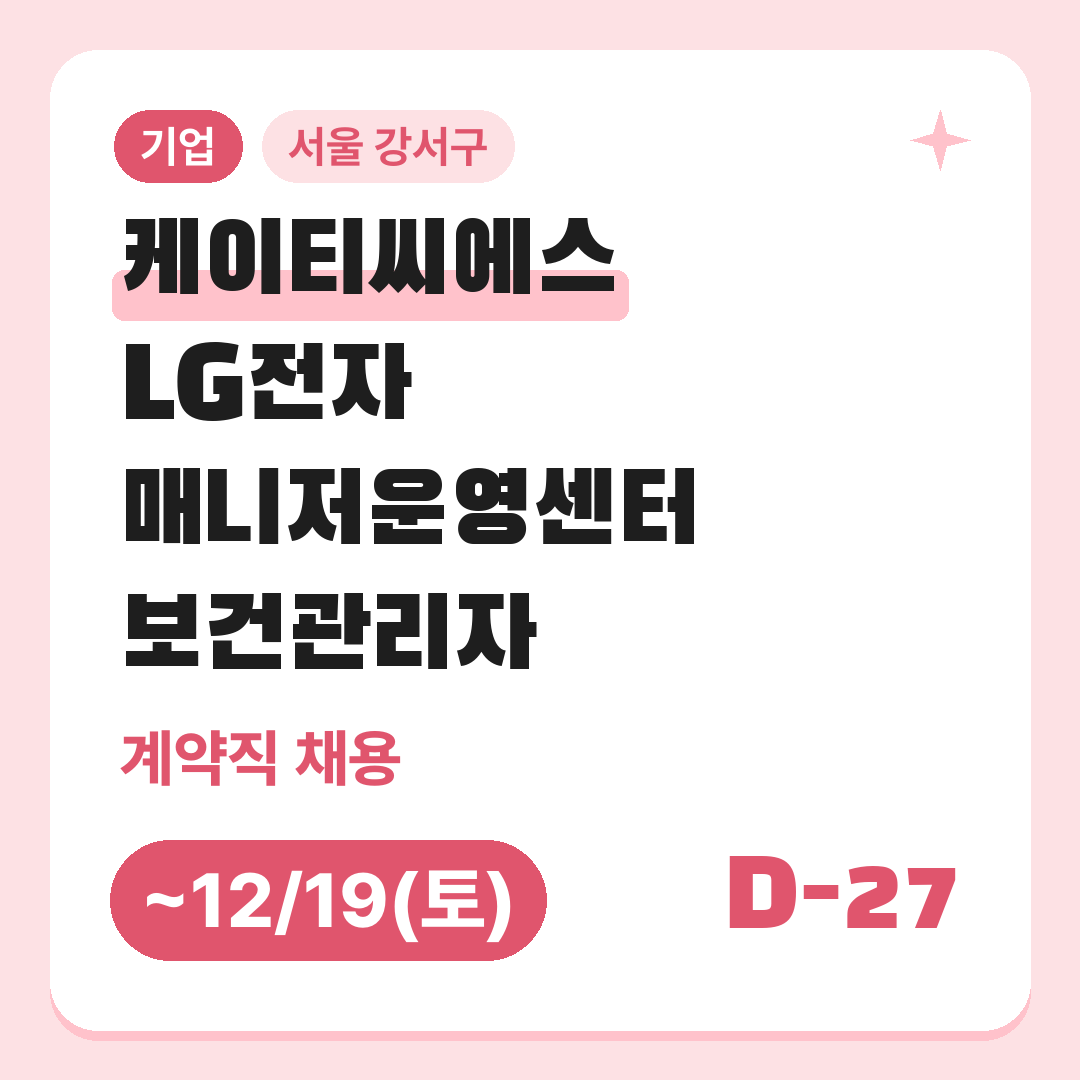 기업 서울 강서구
케이티씨에스
LG전자
매니저운영센터
보건관리자
계약직 채용
~12/19(토) D-27